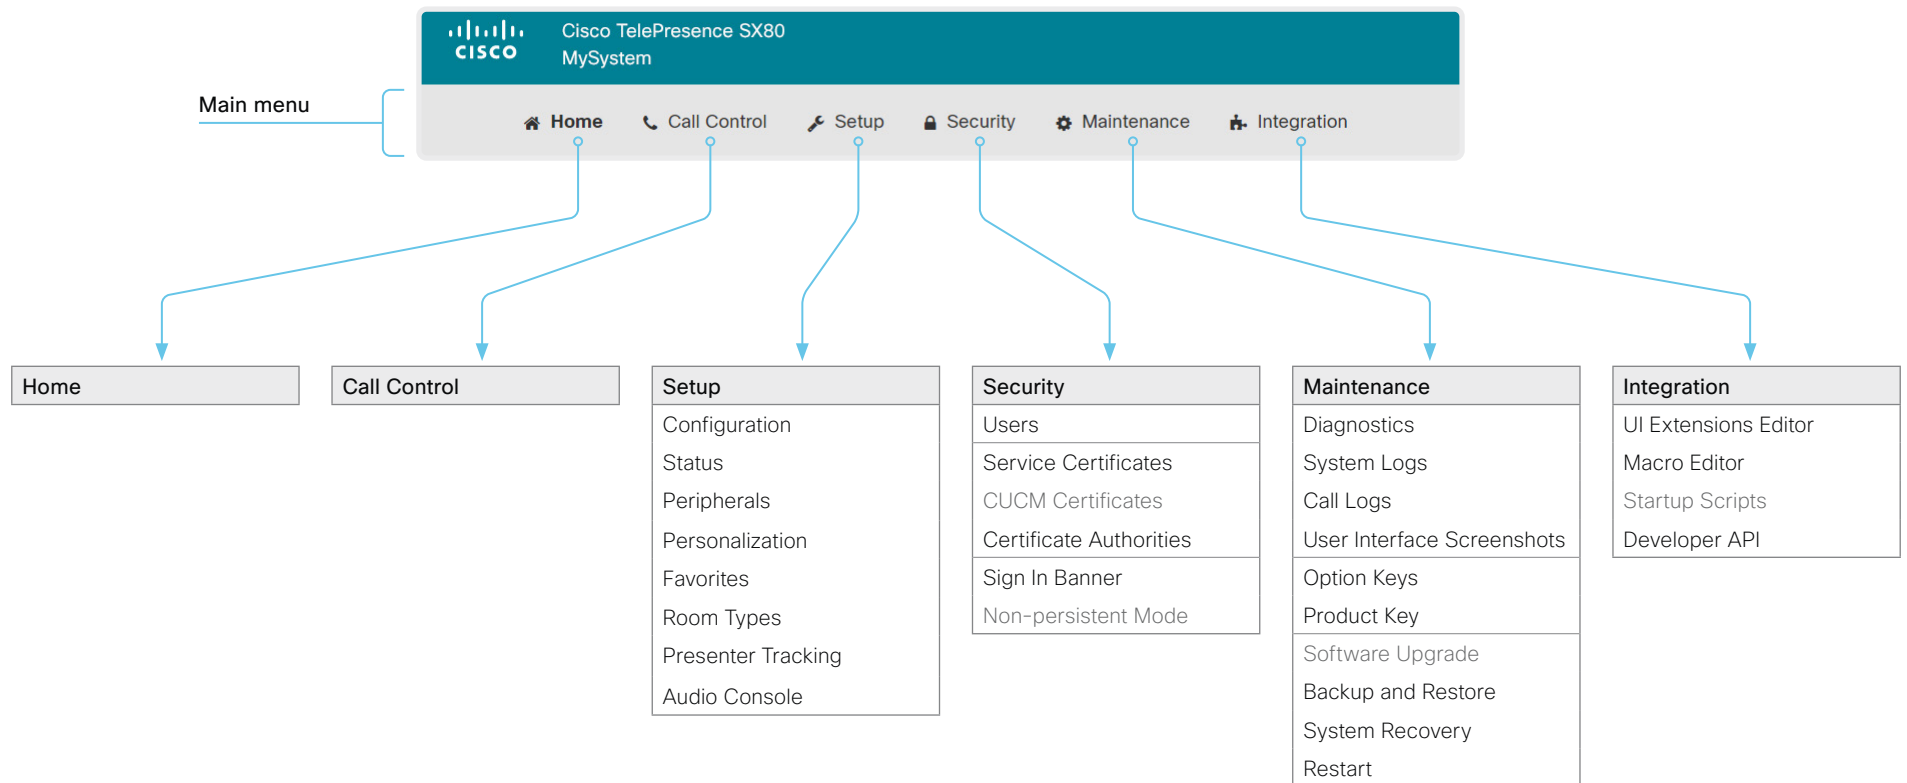 CISCO
Cisco TelePresence SX80
MySystem
Main menu
Home Call Control Setup Security Maintenance Integration
Home
Call Control
Setup
Configuration
Status
Peripherals
Personalization
Favorites
Room Types
Presenter Tracking
Audio Console
Security
Users
Service Certificates
CUCM Certificates
Certificate Authorities
Sign In Banner
Non-persistent Mode
Maintenance
Diagnostics
System Logs
Call Logs
User Interface Screenshots
Option Keys
Product Key
Software Upgrade
Backup and Restore
System Recovery
Restart
Integration
UI Extensions Editor
Macro Editor
Startup Scripts
Developer API